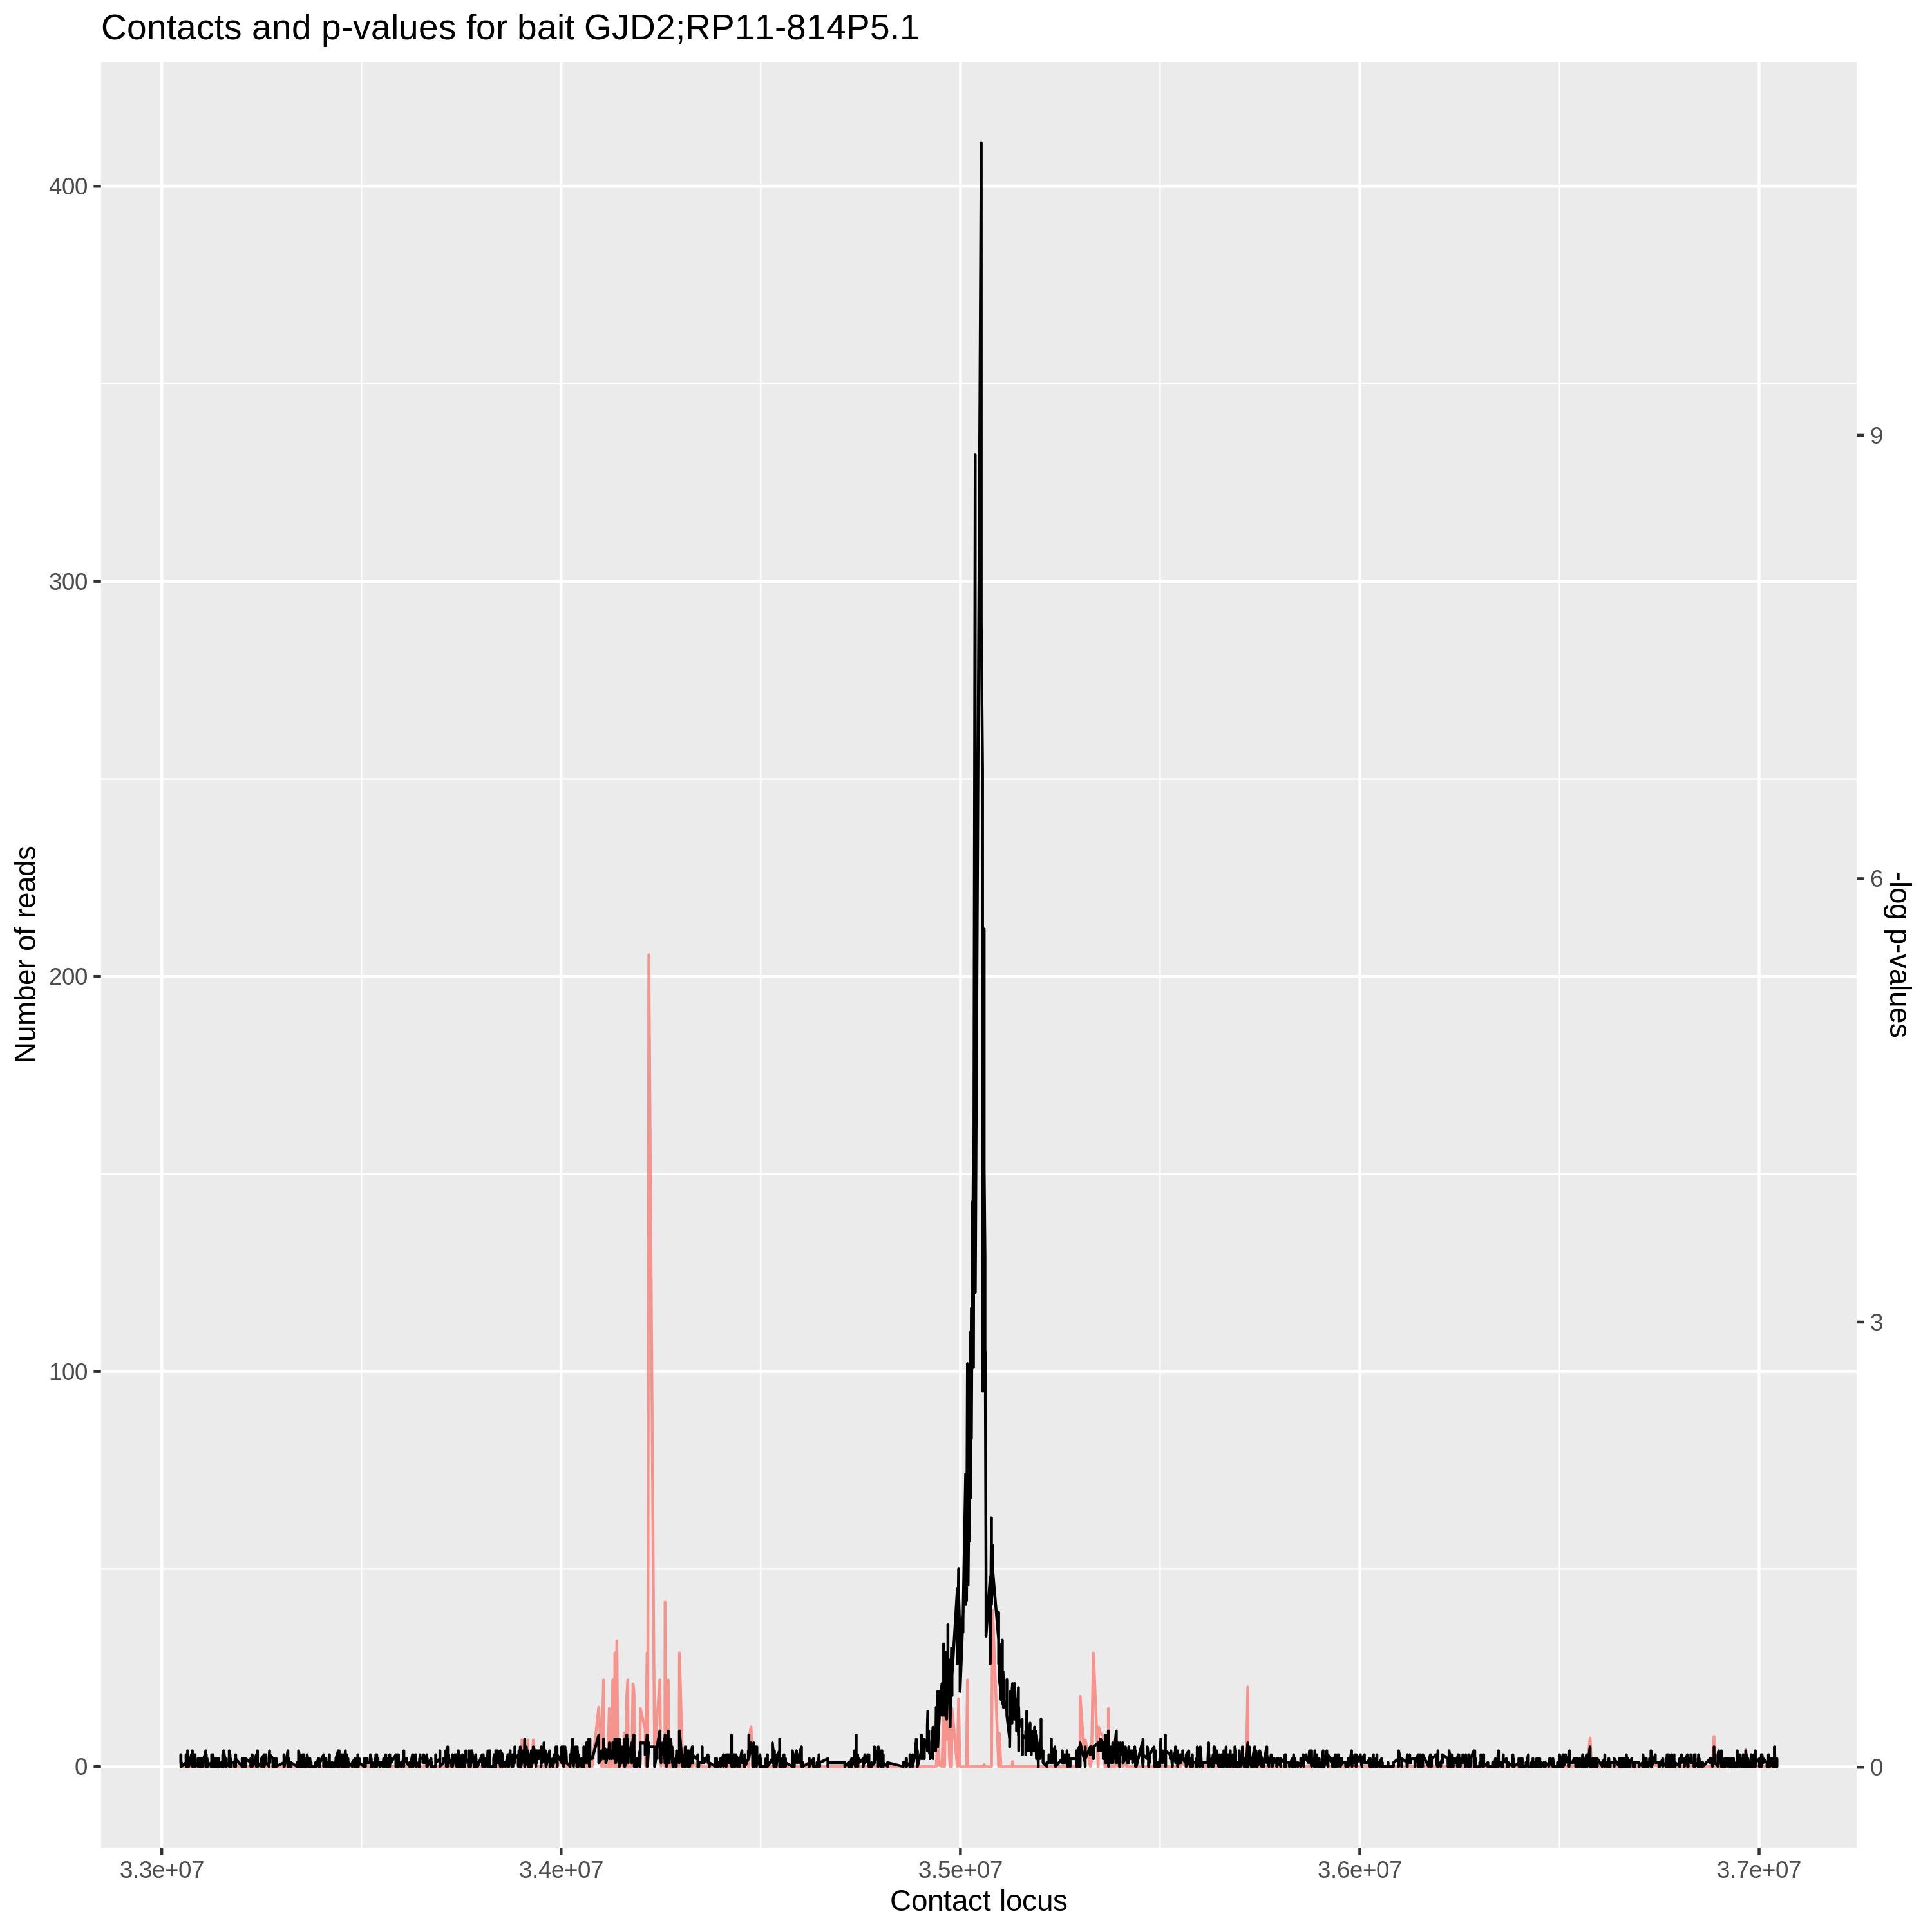 Contacts and p-values for bait GJD2;RP11-814P5.1
400
300
200
100
0
Number of reads
9
6
3
0
-log p-values
3.3e+07
3.4e+07
3.5e+07
3.6e+07
3.7e+07
Contact locus